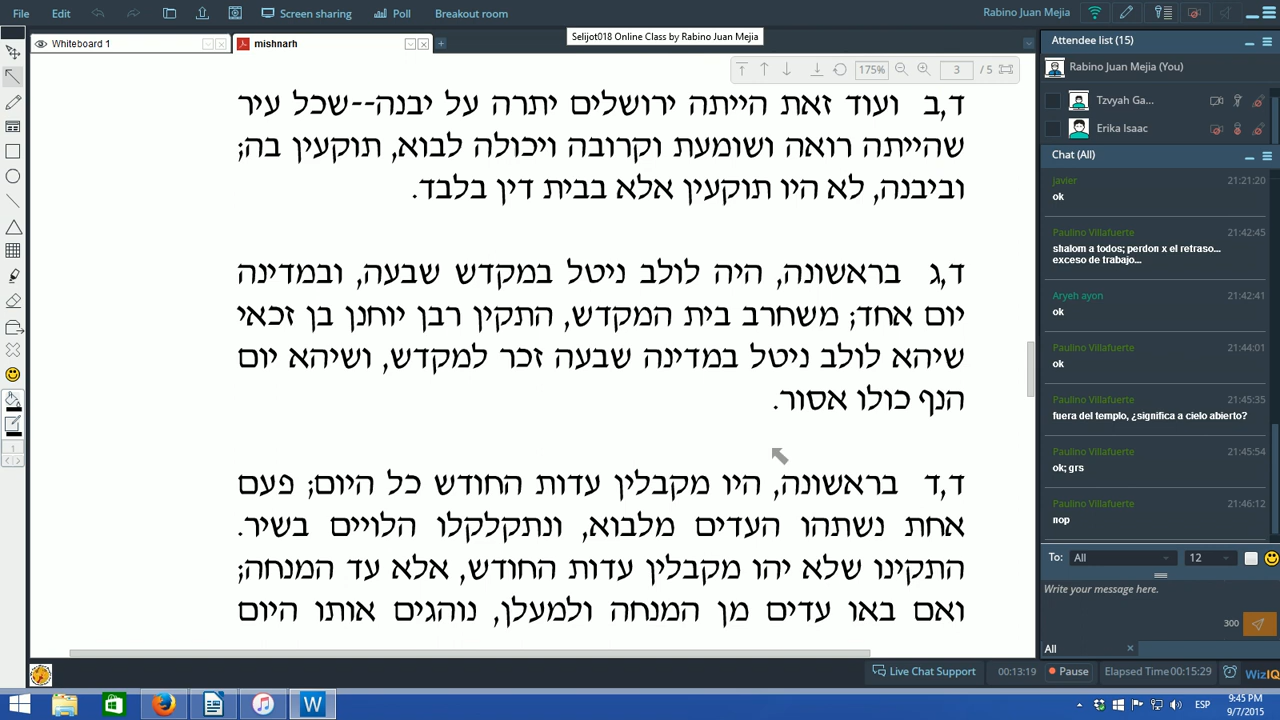 File Edit Screen sharing Poll Breakout room Rabino Juan Mejia
Selijot018 Online Class by Rabino Juan Mejia
Whiteboard 1 mishnarh
175% 3 / 5
ד,ב ועוד זאת הייתה ירושלים יתרה על יבנה--שכל עיר
שהייתה רואה ושומעת וקרובה ויכולה לבוא, תוקעין בה;
וביבנה, לא היו תוקעין אלא בבית דין בלבד.
ד,ג בראשונה, היה לולב ניטל במקדש שבעה, ובמדינה
יום אחד; משחרב בית המקדש, התקין רבן יוחנן בן זכאי
שיהא לולב ניטל במדינה שבעה זכר למקדש, ושיהא יום
הנף כולו אסור.
ד,ד בראשונה, היו מקבלין עדות החודש כל היום; פעם
אחת נשתהו העדים מלבוא, ונתקלקלו הלויים בשיר.
התקינו שלא יהו מקבלין עדות החודש, אלא עד המנחה;
ואם באו עדים מן המנחה ולמעלן, נוהגים אותו היום
1
Attendee list (15)
Rabino Juan Mejia (You)
Tzvyah Ga...
Erika Isaac
Chat (All)
javier 21:21:20
ok
Paulino Villafuerte 21:42:45
shalom a todos; perdon x el retraso...
exceso de trabajo...
Aryeh ayon 21:42:41
ok
Paulino Villafuerte 21:44:01
ok
Paulino Villafuerte 21:45:35
fuera del templo, ¿significa a cielo abierto?
Paulino Villafuerte 21:45:54
ok; grs
Paulino Villafuerte 21:46:12
nop
To: All 12
Write your message here.
300
All
Live Chat Support 00:13:19 Pause Elapsed Time 00:15:29 WizIQ
W
ESP
9:45 PM
9/7/2015